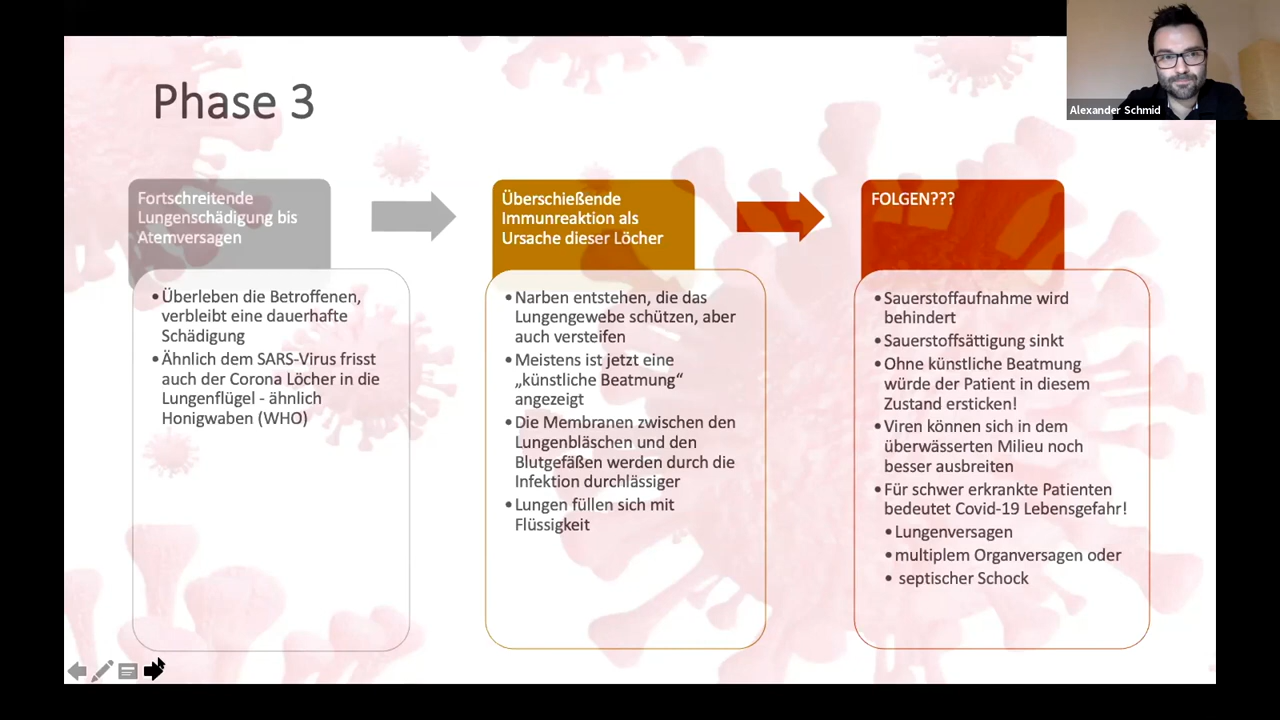 Phase 3
Alexander Schmid
Fortschreitende
Lungenschädigung bis
Atemversagen
•Überleben die Betroffenen,
verbleibt eine dauerhafte
Schädigung
•Ähnlich dem SARS-Virus frisst
auch der Corona Löcher in die
Lungenflügel - ähnlich
Honigwaben (WHO)
Überschießende
Immunreaktion als
Ursache dieser Löcher
•Narben entstehen, die das
Lungengewebe schützen, aber
auch versteifen
•Meistens ist jetzt eine
„künstliche Beatmung“
angezeigt
•Die Membranen zwischen den
Lungenbläschen und den
Blutgefäßen werden durch die
Infektion durchlässiger
•Lungen füllen sich mit
Flüssigkeit
FOLGEN???
•Sauerstoffaufnahme wird
behindert
•Sauerstoffsättigung sinkt
•Ohne künstliche Beatmung
würde der Patient in diesem
Zustand ersticken!
•Viren können sich in dem
überwässerten Milieu noch
besser ausbreiten
•Für schwer erkrankte Patienten
bedeutet Covid-19 Lebensgefahr!
•Lungenversagen
•multiplem Organversagen oder
• septischer Schock